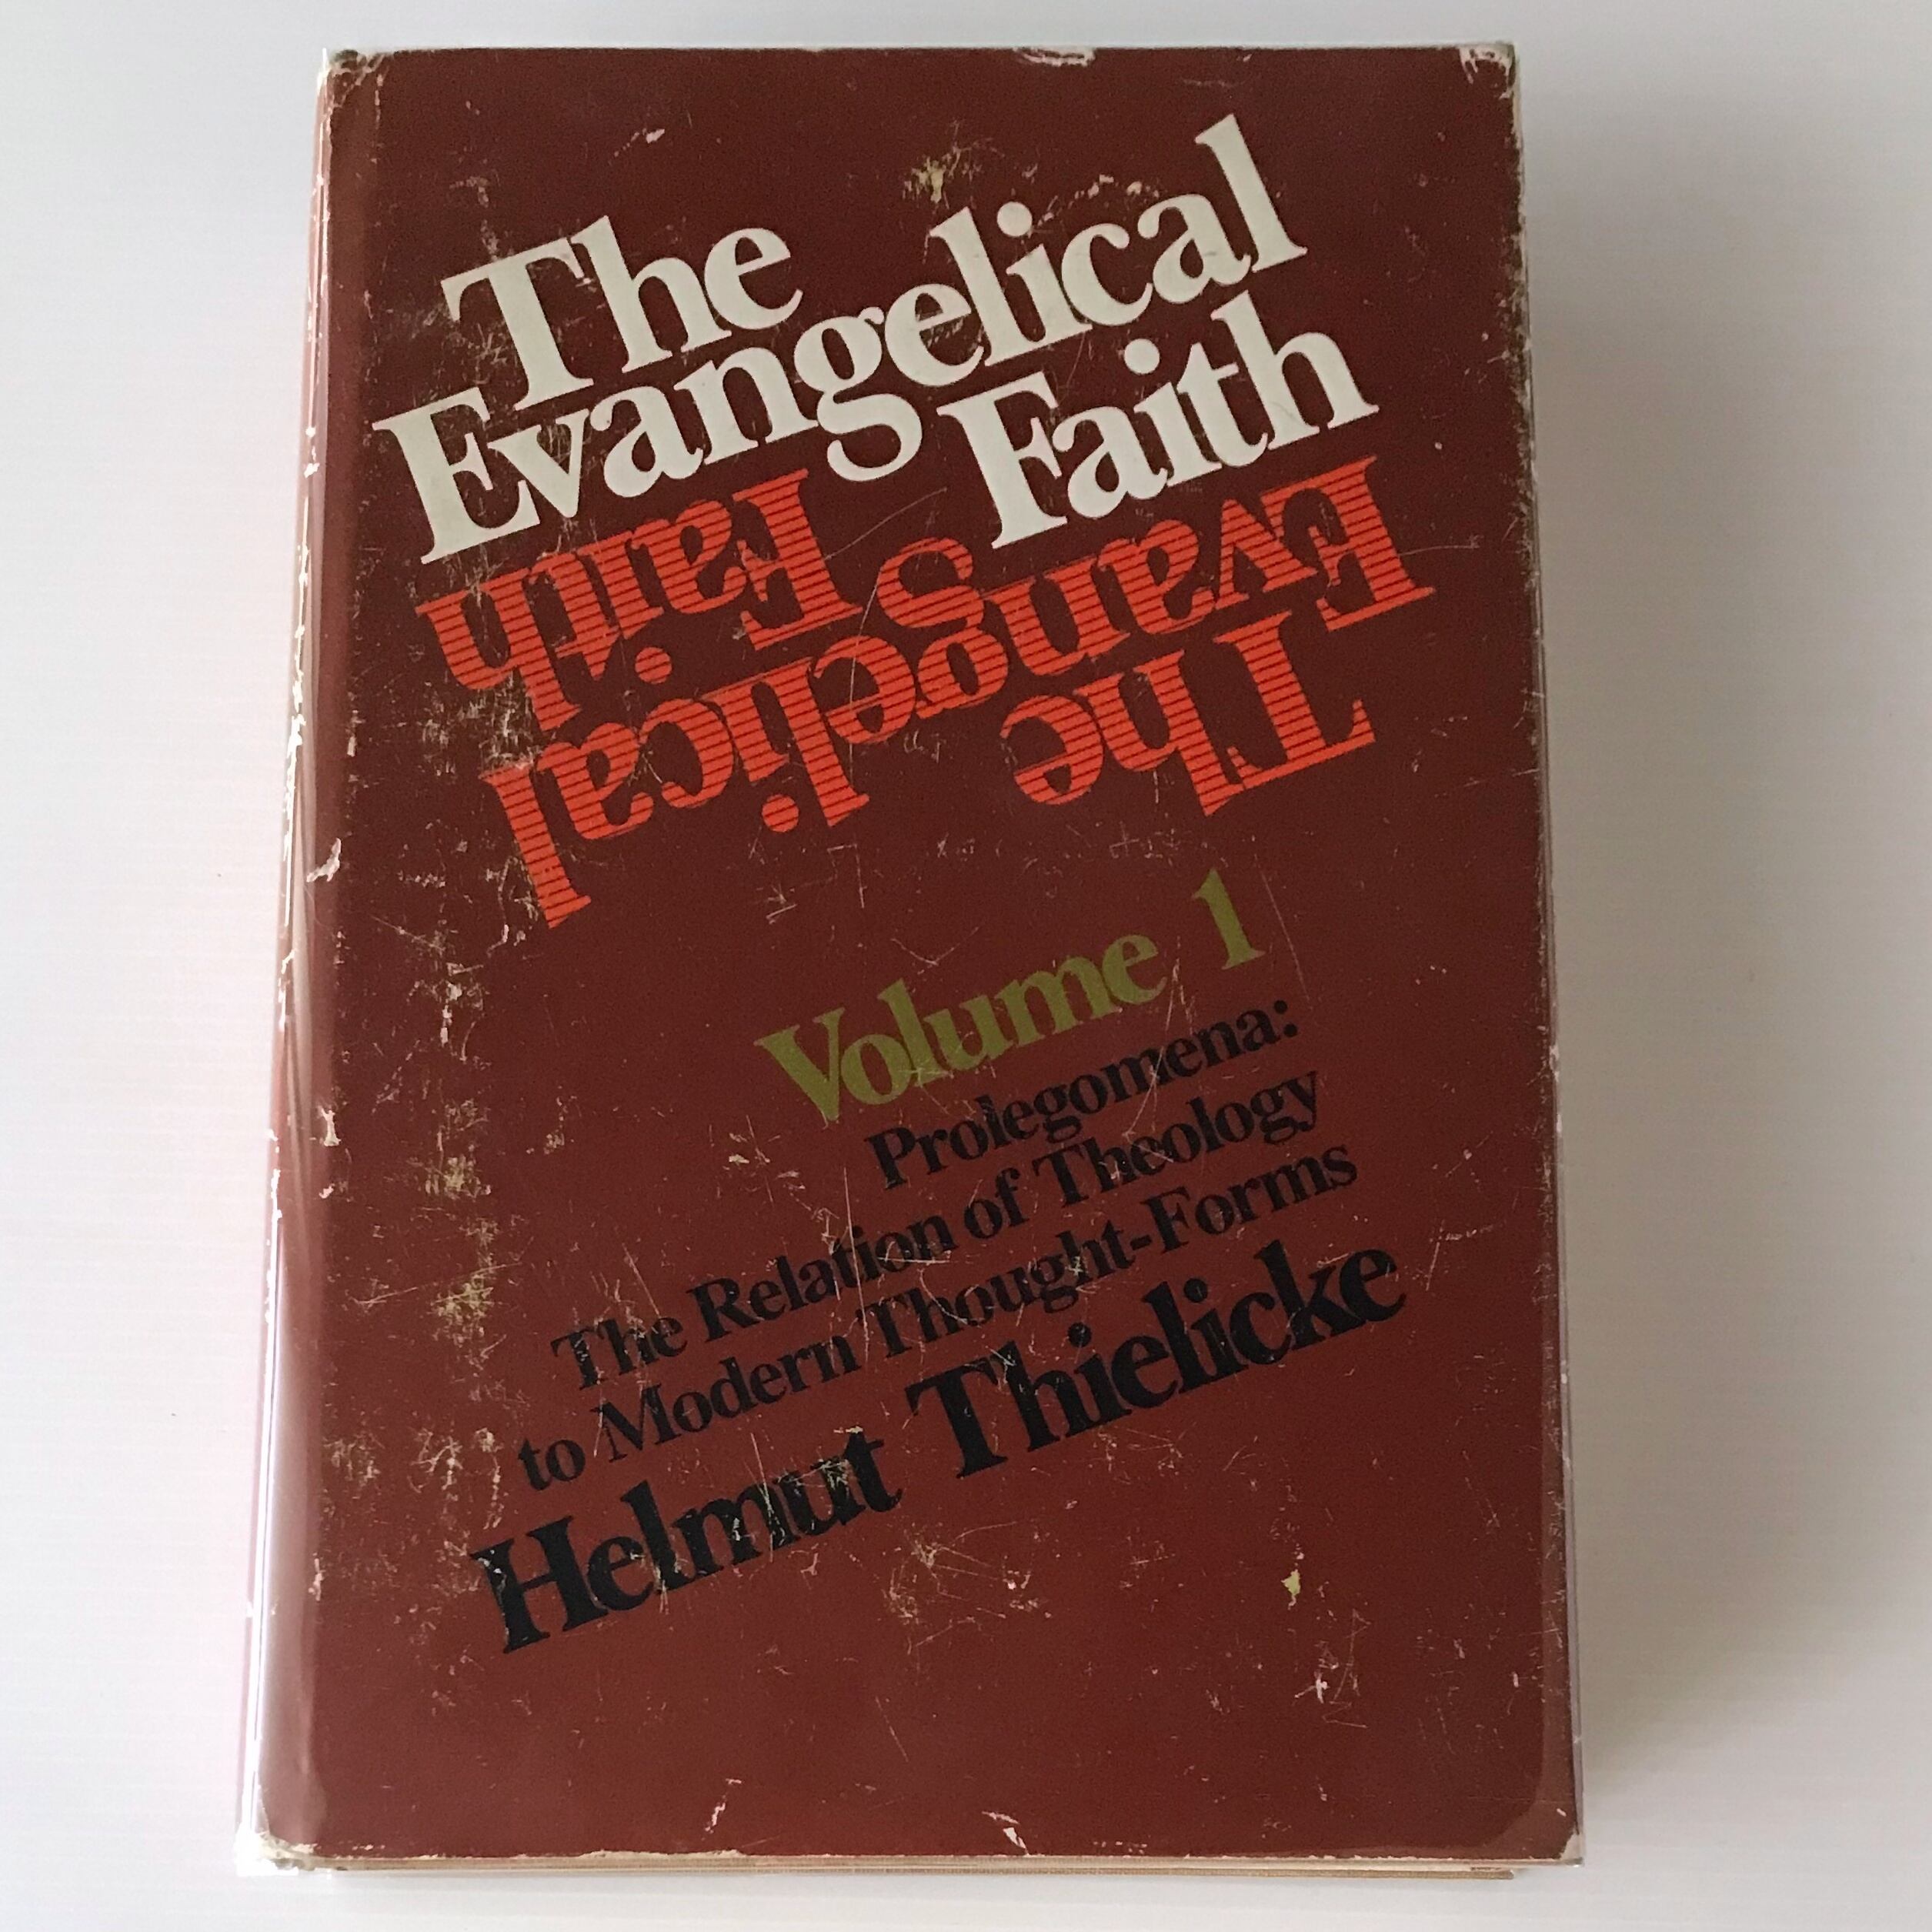 The
Evangelical
Faith
The
Evangelical
Faith
Volume 1
Prolegomena:
The Relation of Theology
to Modern Thought-Forms
Helmut Thielicke